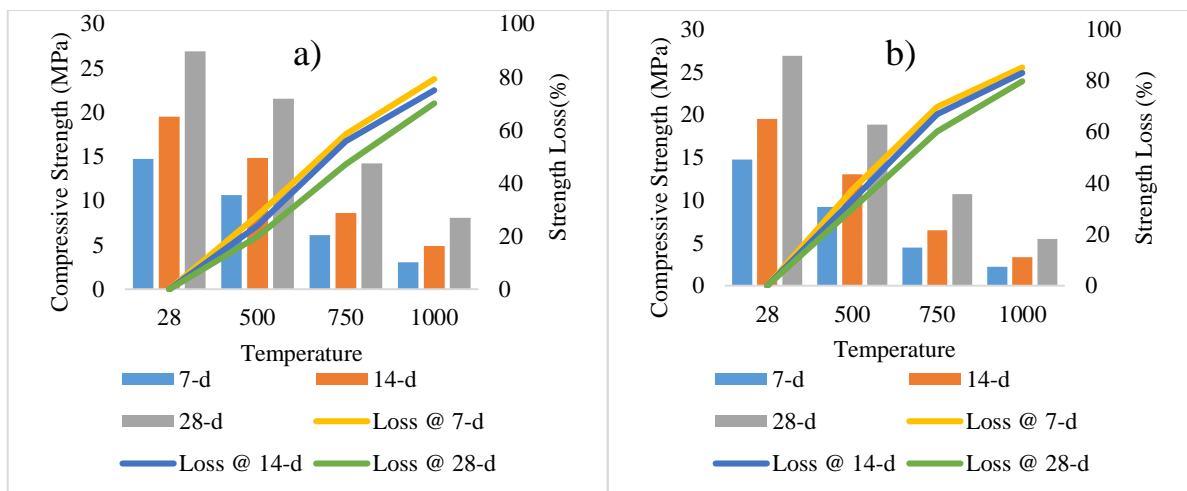 a)
Compressive Strength (MPa)
30
25
20
15
10
5
0
100
80
60
40
20
0
Strength Loss(%)
28 500 750 1000
Temperature
7-d 14-d
28-d Loss @ 7-d
Loss @ 14-d Loss @ 28-d
b)
Compressive Strength (MPa)
30
25
20
15
10
5
0
100
80
60
40
20
0
Strength Loss (%)
28 500 750 1000
Temperature
7-d 14-d
28-d Loss @ 7-d
Loss @ 14-d Loss @ 28-d